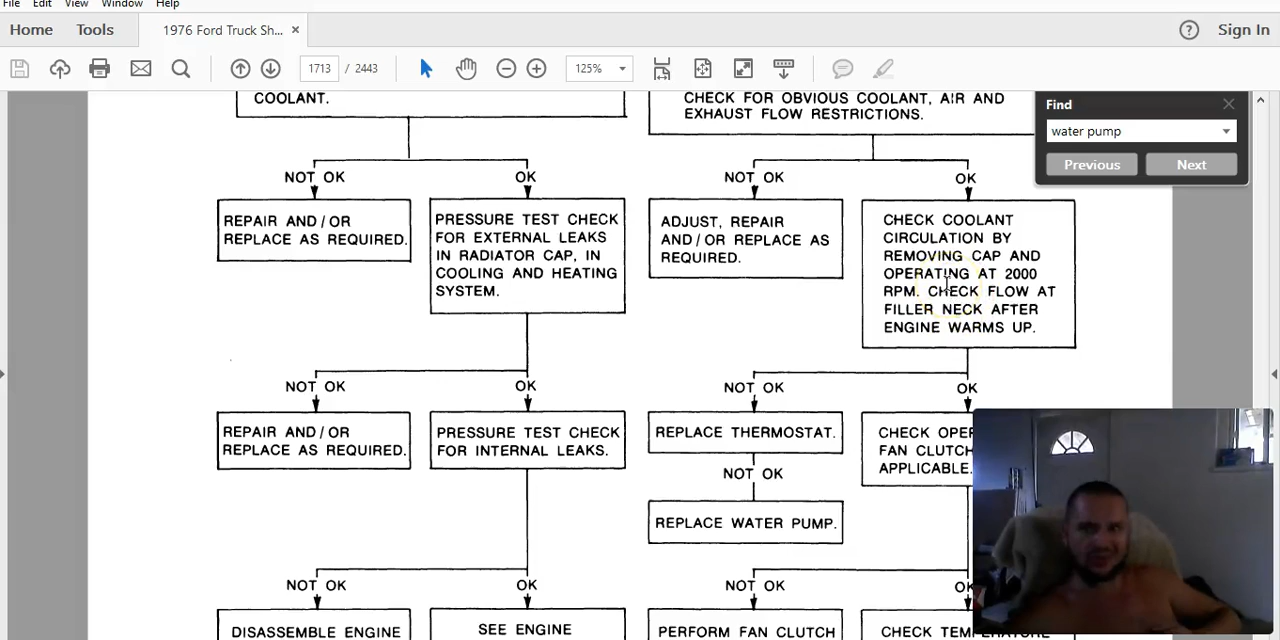 File Edit View Window Help
Home Tools 1976 Ford Truck Sh... × Sign In
1713 / 2443 125%
Find
water pump
Previous Next
COOLANT.
CHECK FOR OBVIOUS COOLANT, AIR AND
EXHAUST FLOW RESTRICTIONS.
NOT OK OK NOT OK OK
REPAIR AND/OR
REPLACE AS REQUIRED.
PRESSURE TEST CHECK
FOR EXTERNAL LEAKS
IN RADIATOR CAP, IN
COOLING AND HEATING
SYSTEM.
ADJUST, REPAIR
AND/OR REPLACE AS
REQUIRED.
CHECK COOLANT
CIRCULATION BY
REMOVING CAP AND
OPERATING AT 2000
RPM. CHECK FLOW AT
FILLER NECK AFTER
ENGINE WARMS UP.
NOT OK OK NOT OK OK
REPAIR AND/OR
REPLACE AS REQUIRED.
PRESSURE TEST CHECK
FOR INTERNAL LEAKS.
REPLACE THERMOSTAT.
NOT OK
REPLACE WATER PUMP.
CHECK
FAN
APPLICABLE.
NOT OK OK NOT OK
DISASSEMBLE ENGINE
SEE ENGINE
PERFORM FAN CLUTCH
CHECK